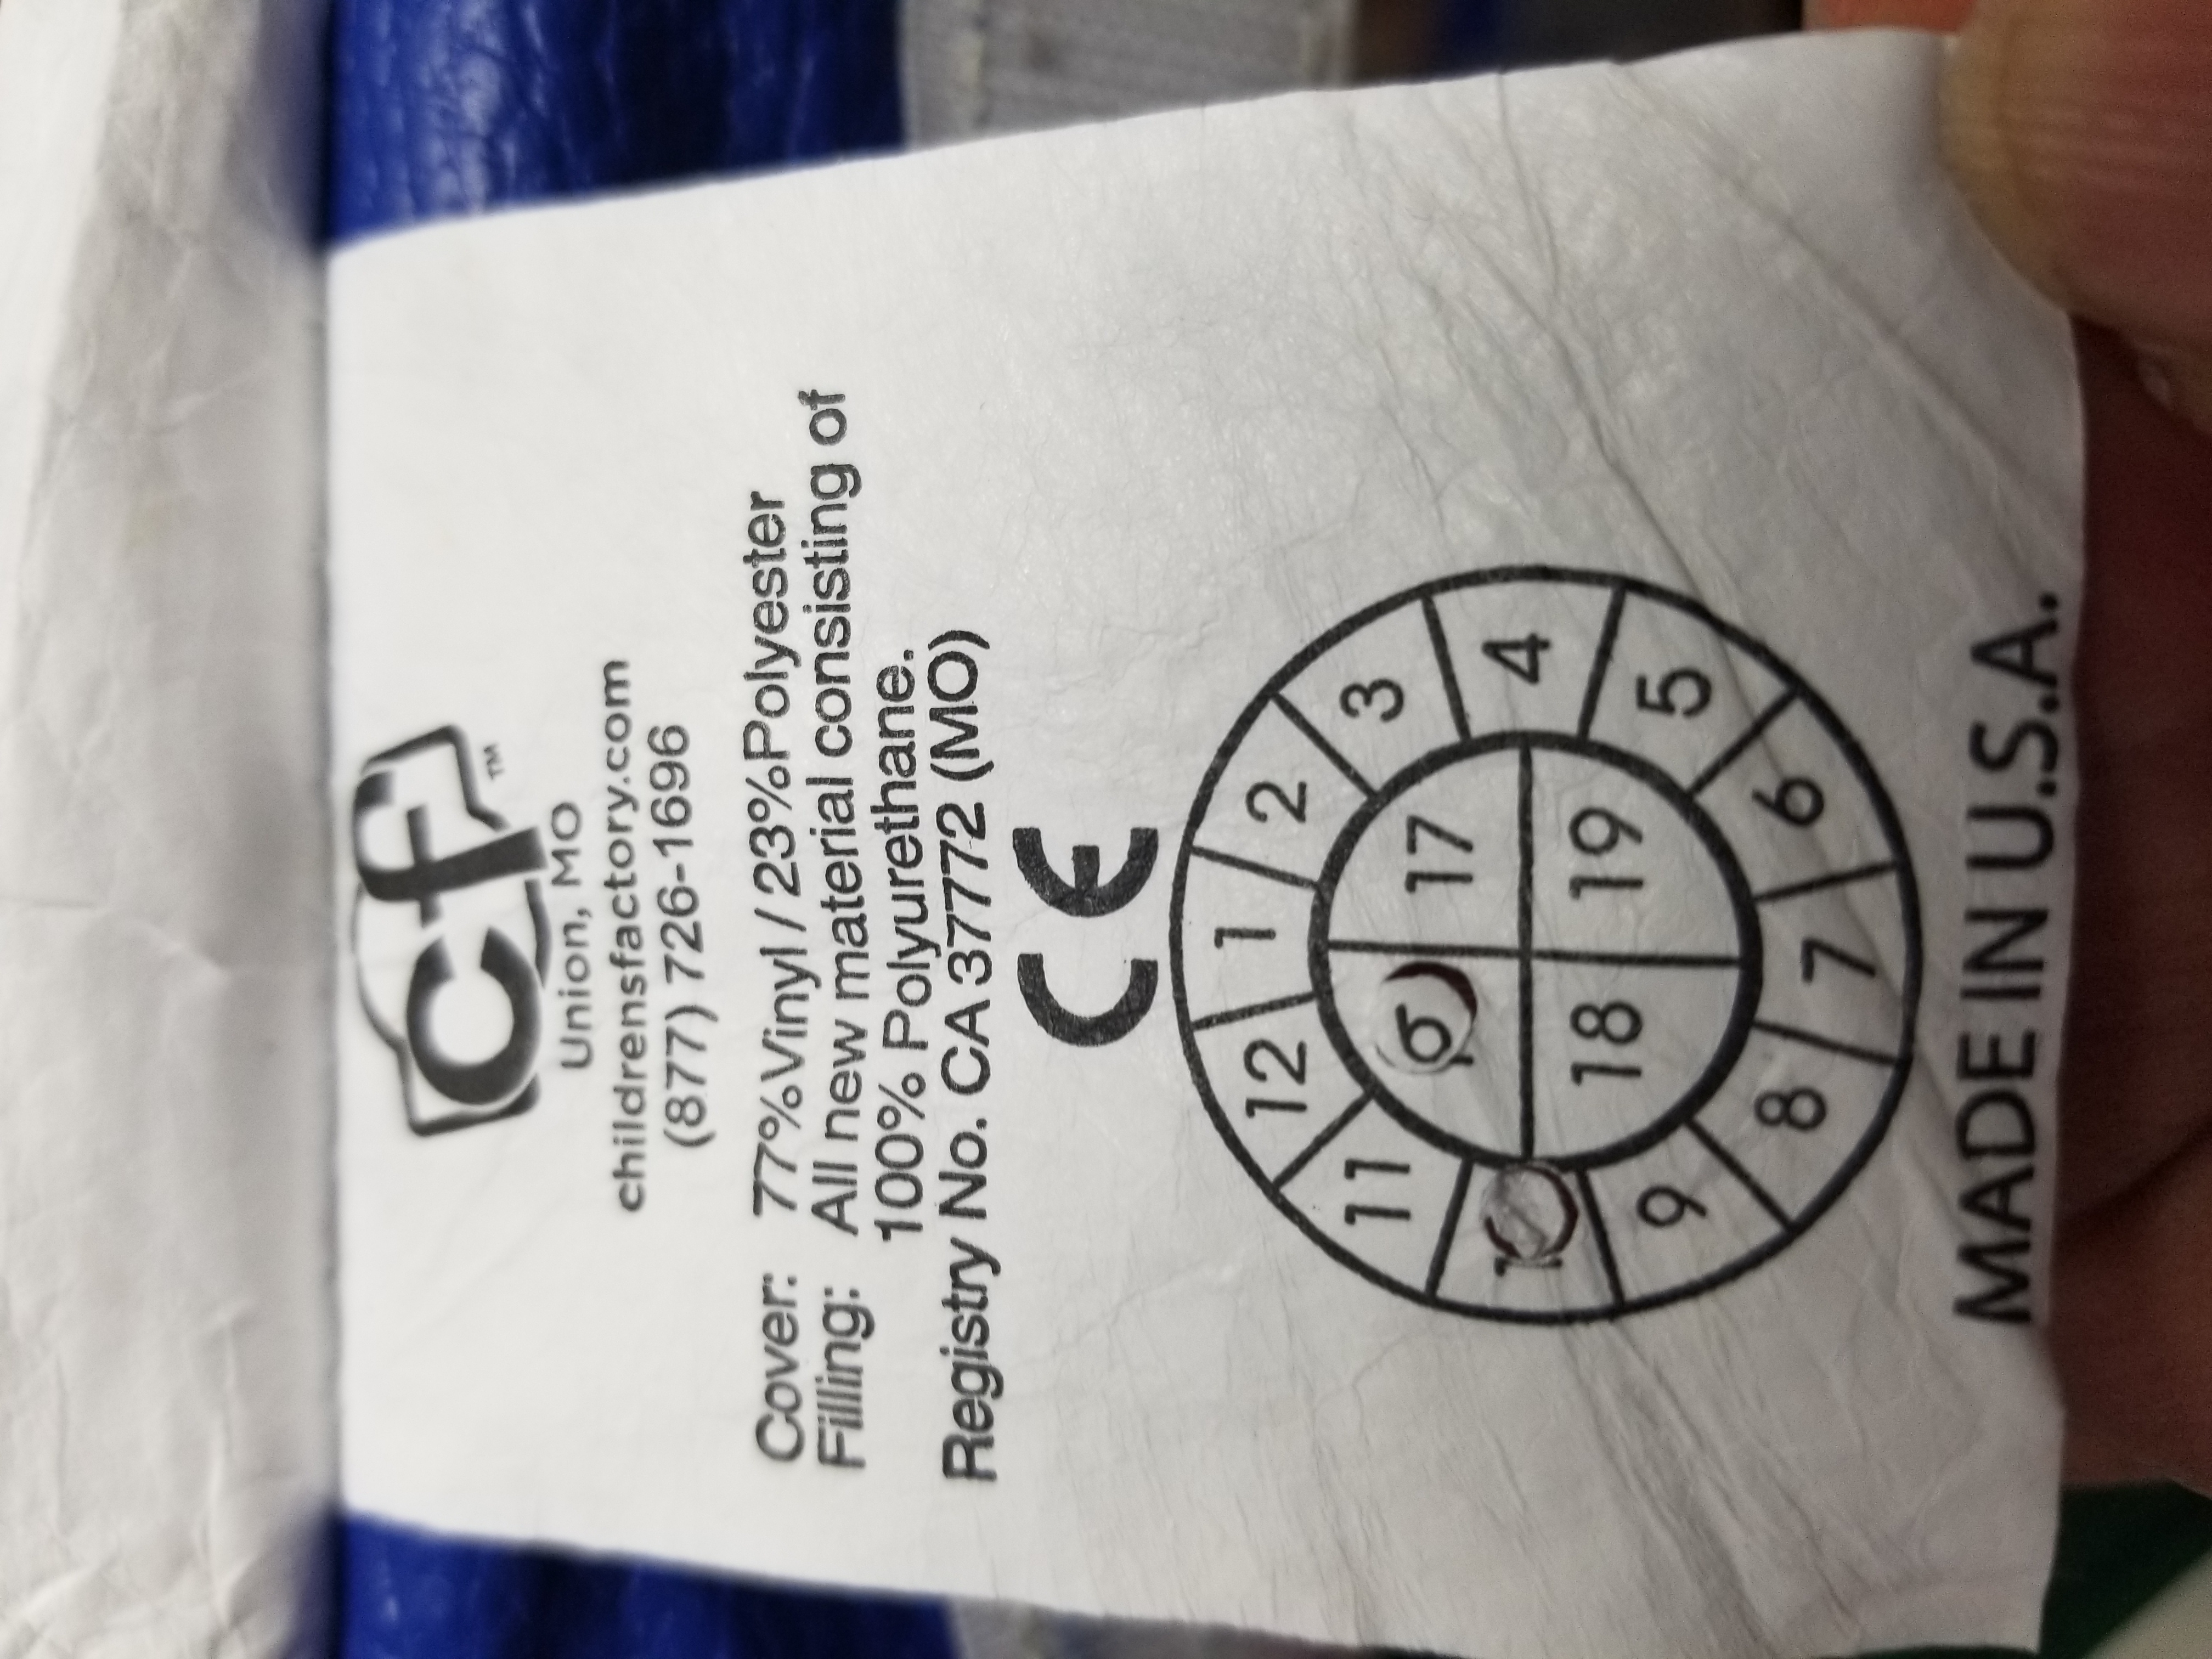 cf™
Union, MO
childrensfactory.com
(877) 726-1696
Cover: 77%Vinyl / 23%Polyester
Filling: All new material consisting of
100% Polyurethane.
Registry No. CA 37772 (MO)
CE
1
2
3
4
5
6
7
8
9
11
12
17
18
19
MADE IN U.S.A.